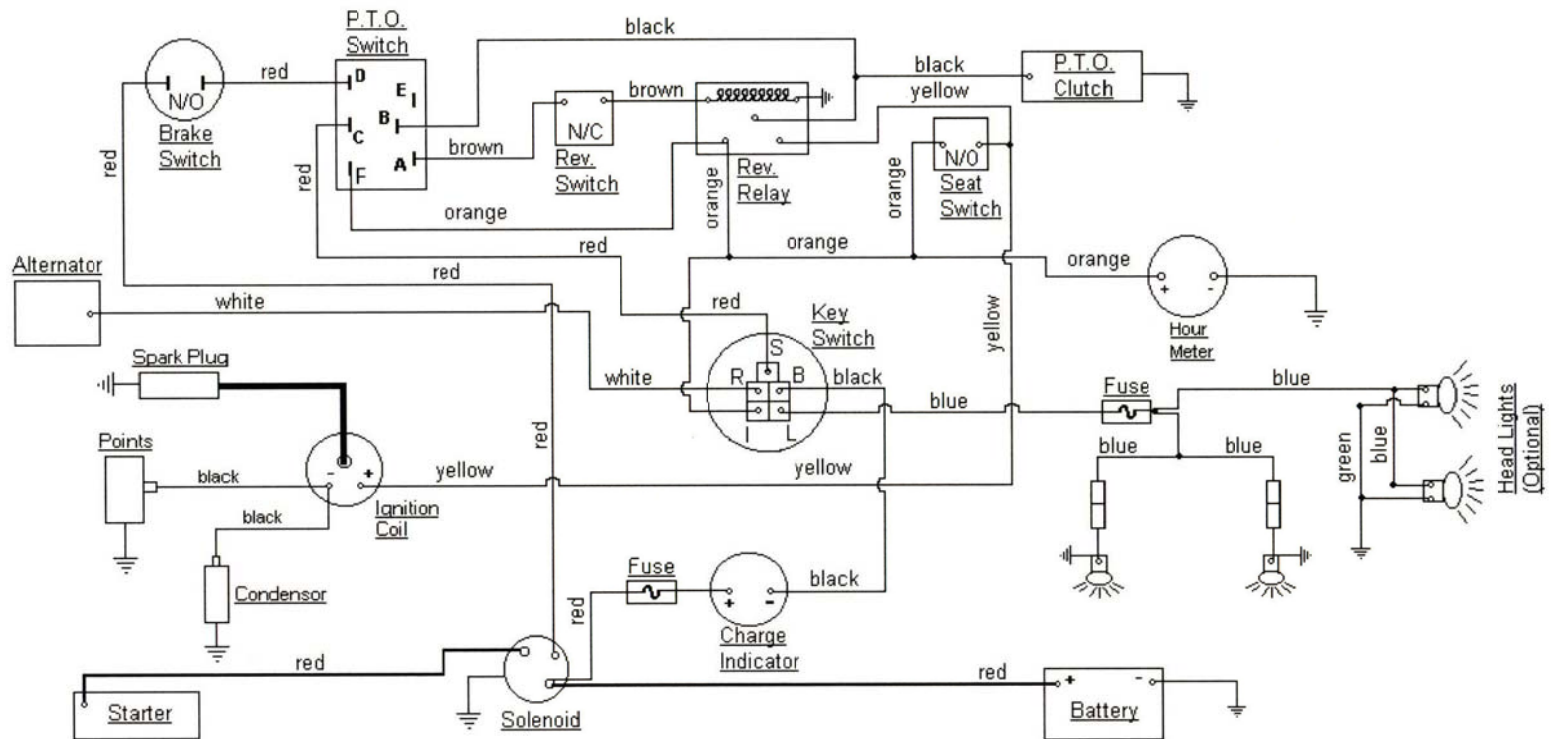 P.T.O.
Switch
black
red
D
E
B
C
A
F
N/O
Brake
Switch
brown
N/C
Rev.
Switch
brown
Rev.
Relay
black
yellow
P.T.O.
Clutch
N/O
Seat
Switch
red
red
orange
orange
orange
orange
orange
red
red
Alternator
white
+
-
Hour
Meter
red
Key
Switch
yellow
S
R
B
I
L
white
black
blue
Fuse
blue
blue
blue
green
blue
Head Lights
(Optional)
Spark Plug
Points
black
-
+
yellow
yellow
Ignition
Coil
black
Condensor
red
Fuse
red
+
-
black
Charge
Indicator
red
Starter
Solenoid
red
+
-
Battery